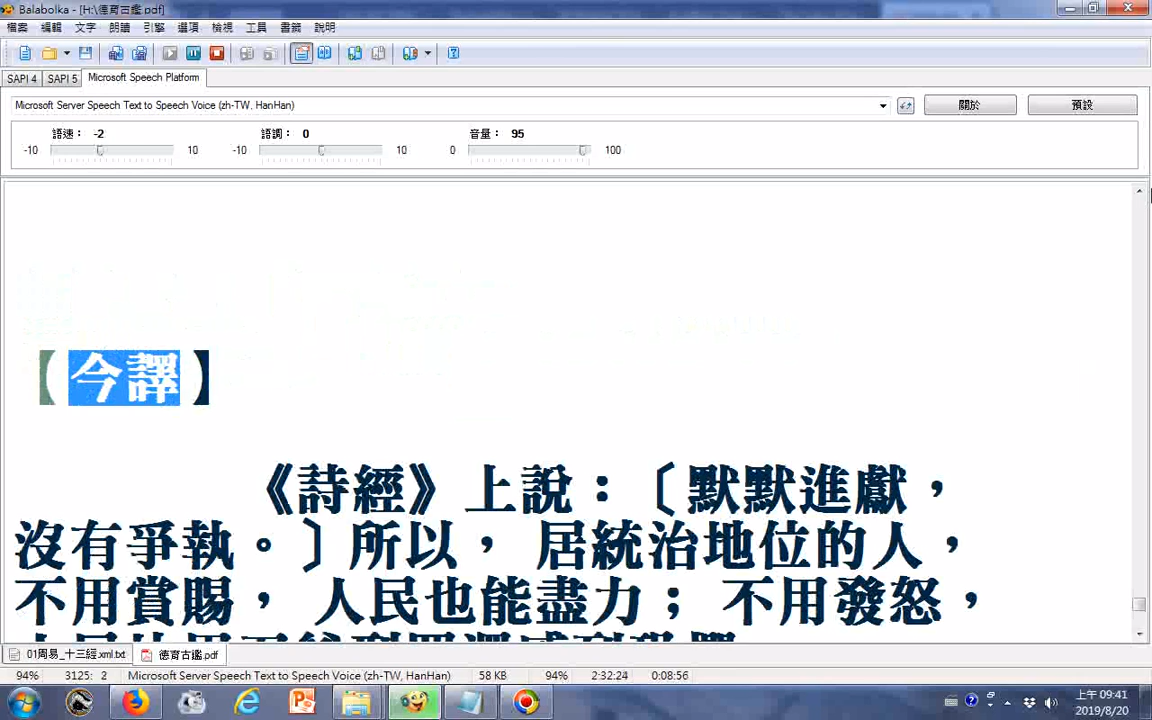 Balabolka - [H:\德育古鑑.pdf]
檔案 編輯 文字 朗讀 引擎 選項 檢視 工具 書籤 說明
SAPI 4 SAPI 5 Microsoft Speech Platform
Microsoft Server Speech Text to Speech Voice (zh-TW, HanHan) 關於 預設
語速： -2 語調： 0 音量： 95
-10 10 -10 10 0 100
【今譯】
《詩經》上說：〔默默進獻，
沒有爭執。〕所以， 居統治地位的人，
不用賞賜， 人民也能盡力； 不用發怒，
01周易_十三經.xml.txt 德育古鑑.pdf
94% 3125: 2 Microsoft Server Speech Text to Speech Voice (zh-TW, HanHan) 58 KB 94% 2:32:24 0:08:56
上午 09:41
2019/8/20